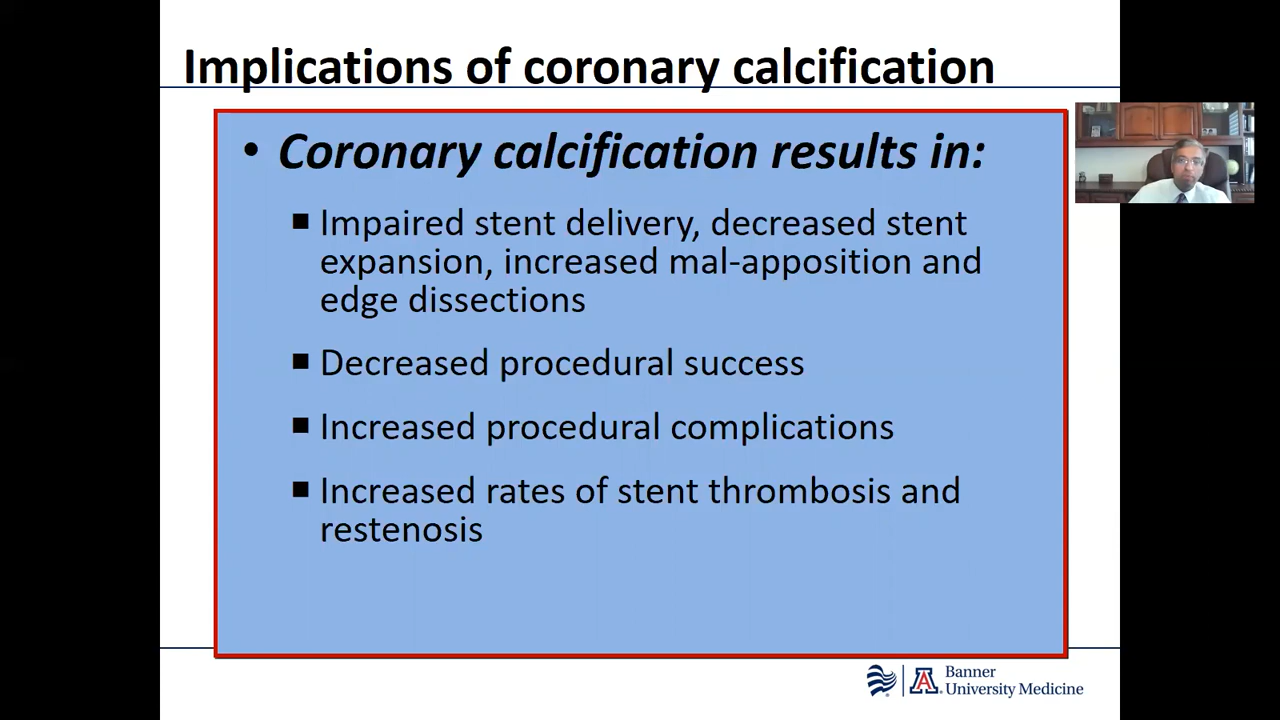 Implications of coronary calcification
• Coronary calcification results in:
■ Impaired stent delivery, decreased stent
expansion, increased mal-apposition and
edge dissections
■ Decreased procedural success
■ Increased procedural complications
■ Increased rates of stent thrombosis and
restenosis
A
Banner
University Medicine